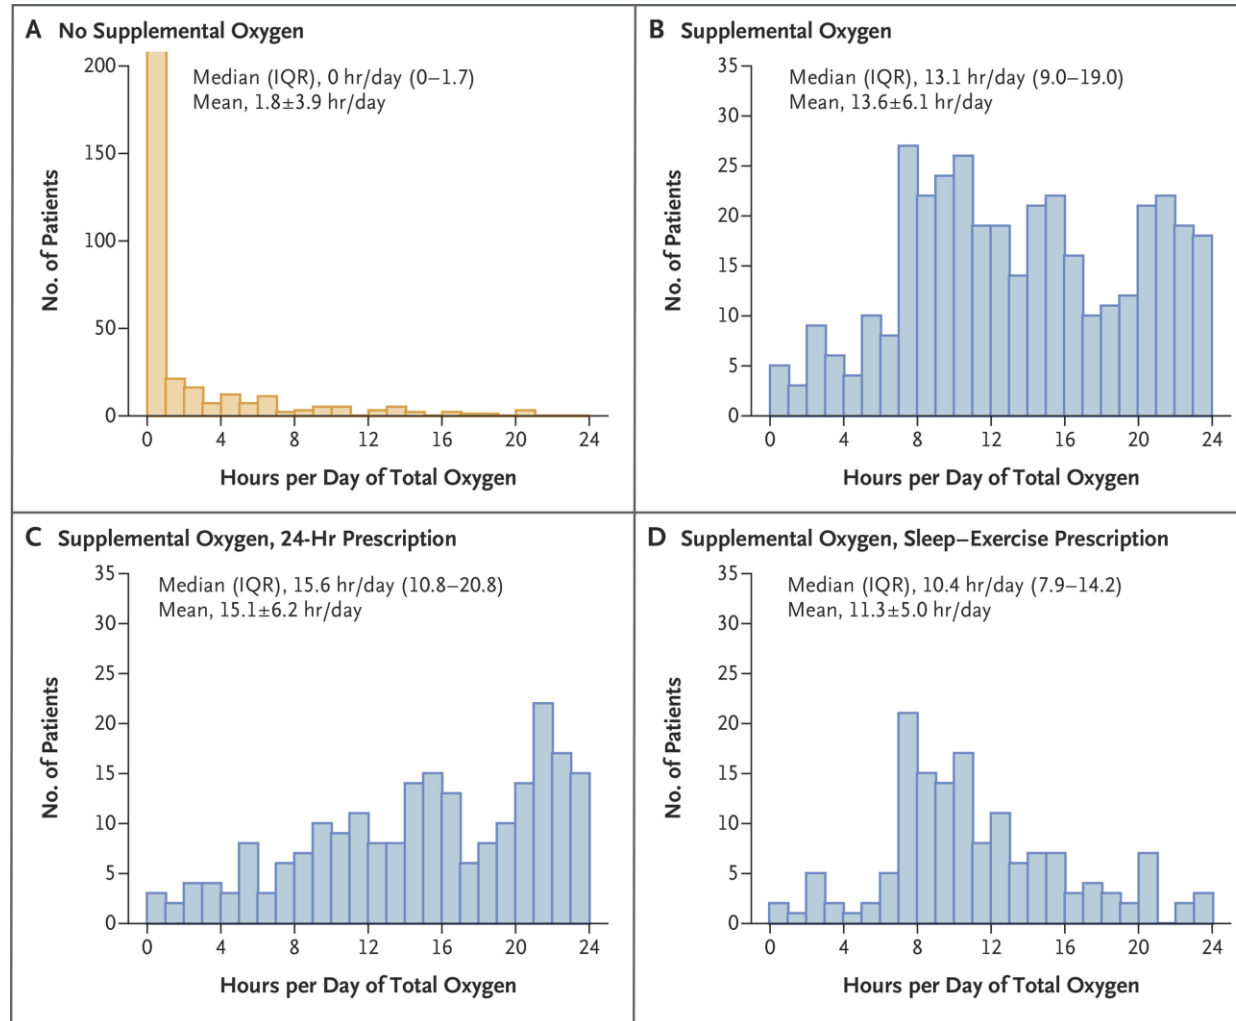 A No Supplemental Oxygen
Median (IQR), 0 hr/day (0–1.7)
Mean, 1.8±3.9 hr/day
No. of Patients
200
150
100
50
0
0 4 8 12 16 20 24
Hours per Day of Total Oxygen
B Supplemental Oxygen
Median (IQR), 13.1 hr/day (9.0–19.0)
Mean, 13.6±6.1 hr/day
No. of Patients
35
30
25
20
15
10
5
0
0 4 8 12 16 20 24
Hours per Day of Total Oxygen
C Supplemental Oxygen, 24-Hr Prescription
Median (IQR), 15.6 hr/day (10.8–20.8)
Mean, 15.1±6.2 hr/day
No. of Patients
35
30
25
20
15
10
5
0
0 4 8 12 16 20 24
Hours per Day of Total Oxygen
D Supplemental Oxygen, Sleep–Exercise Prescription
Median (IQR), 10.4 hr/day (7.9–14.2)
Mean, 11.3±5.0 hr/day
No. of Patients
35
30
25
20
15
10
5
0
0 4 8 12 16 20 24
Hours per Day of Total Oxygen